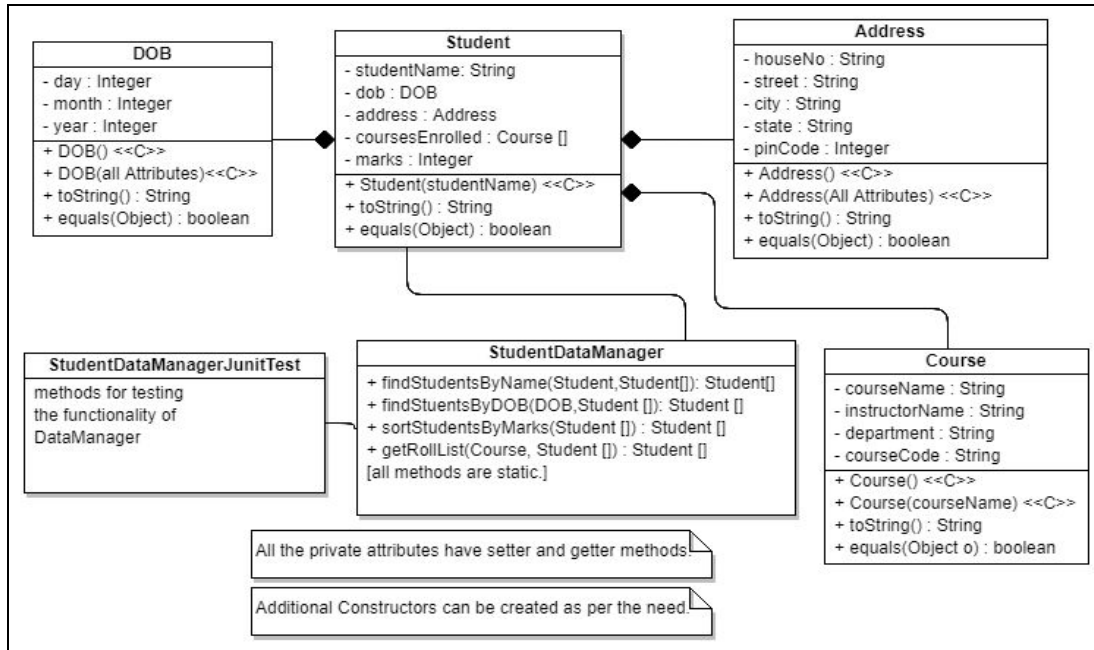 DOB
- day : Integer
- month : Integer
- year : Integer
+ DOB() <<C>>
+ DOB(all Attributes)<<C>>
+ toString() : String
+ equals(Object) : boolean
Student
- studentName: String
- dob : DOB
- address : Address
- coursesEnrolled : Course []
- marks : Integer
+ Student(studentName) <<C>>
+ toString() : String
+ equals(Object) : boolean
Address
- houseNo : String
- street : String
- city : String
- state : String
- pinCode : Integer
+ Address() <<C>>
+ Address(All Attributes) <<C>>
+ toString() : String
+ equals(Object) : boolean
StudentDataManagerJunitTest
methods for testing
the functionality of
DataManager
StudentDataManager
+ findStudentsByName(Student,Student[]): Student[]
+ findStuentsByDOB(DOB,Student []): Student []
+ sortStudentsByMarks(Student []) : Student []
+ getRollList(Course, Student []) : Student []
[all methods are static.]
Course
- courseName : String
- instructorName : String
- department : String
- courseCode : String
+ Course() <<C>>
+ Course(courseName) <<C>>
+ toString() : String
+ equals(Object o) : boolean
All the private attributes have setter and getter methods.
Additional Constructors can be created as per the need.